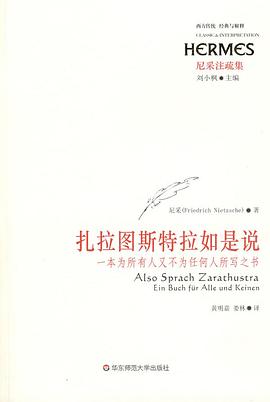 西方传统 经典与解释
CLASSICI & INTERPRETATION
HERMES
尼采注疏集
刘小枫●主编
尼采(Friedrich Nietzsche)●著
扎拉图斯特拉如是说
一本为所有人又不为任何人所写之书
Also Sprach Zarathustra
Ein Buch für Alle und Keinen
黄明嘉 娄林●译
华东师范大学出版社